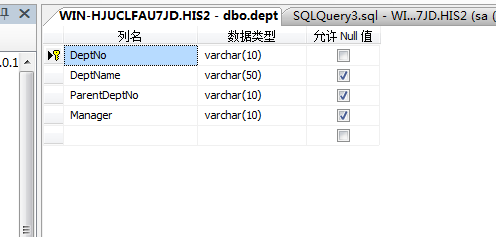 WIN-HJUCLFAU7JD.HIS2 - dbo.dept SQLQuery3.sql - WI...7JD.HIS2 (sa (
列名 数据类型 允许 Null 值
.0.1
DeptNo varchar(10)
DeptName varchar(50)
ParentDeptNo varchar(10)
Manager varchar(10)